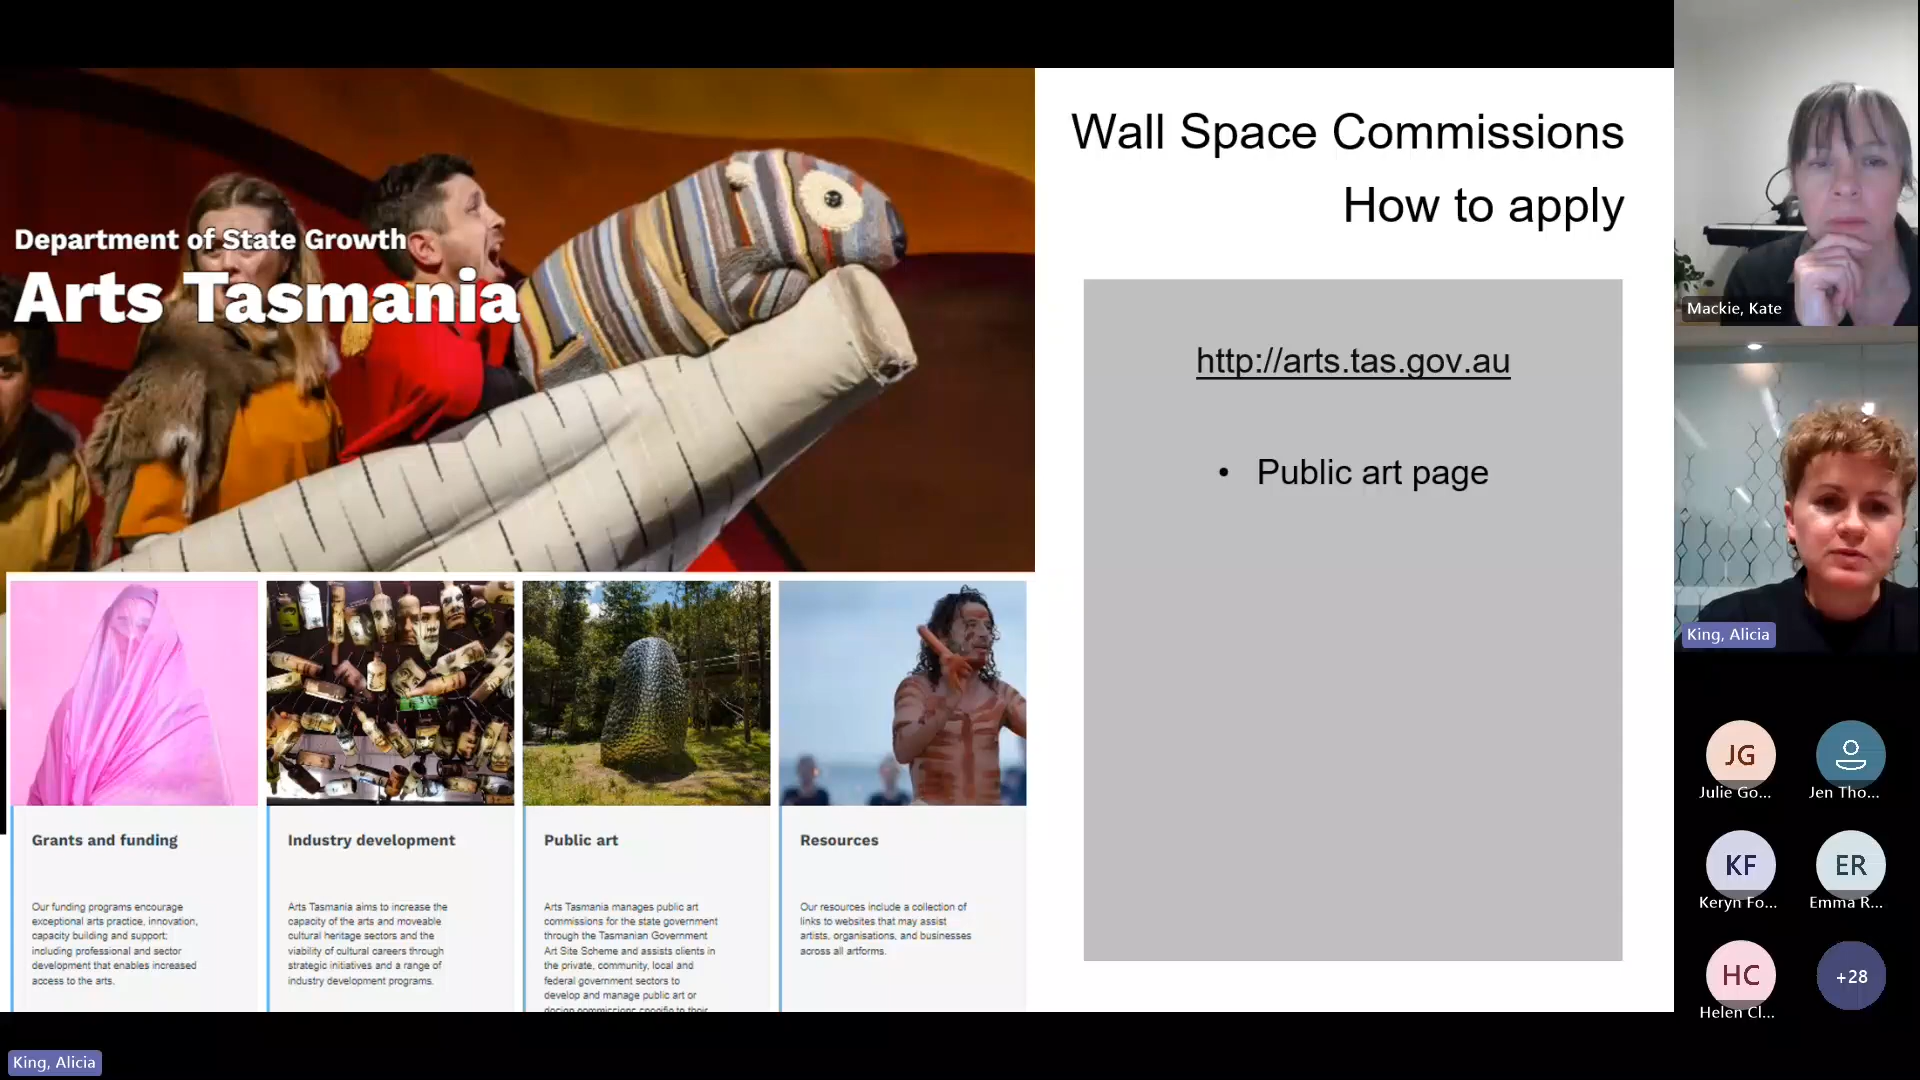 Department of State Growth
Arts Tasmania
Wall Space Commissions
How to apply
http://arts.tas.gov.au
• Public art page
Grants and funding
Our funding programs encourage
exceptional arts practice, innovation,
capacity building and support;
including professional and sector
development that enables increased
access to the arts.
Industry development
Arts Tasmania aims to increase the
capacity of the arts and moveable
cultural heritage sectors and the
viability of cultural careers through
strategic initiatives and a range of
industry development programs.
Public art
Arts Tasmania manages public art
commissions for the state government
through the Tasmanian Government
Art Site Scheme and assists clients in
the private, community, local and
federal government sectors to
develop and manage public art or
design commissions specific to their
Resources
Our resources include a collection of
links to websites that may assist
artists, organisations, and businesses
across all artforms.
Mackie, Kate
King, Alicia
JG
Julie Go...
Jen Tho...
KF
Keryn Fo...
ER
Emma R...
HC
Helen Cl...
+28
King, Alicia